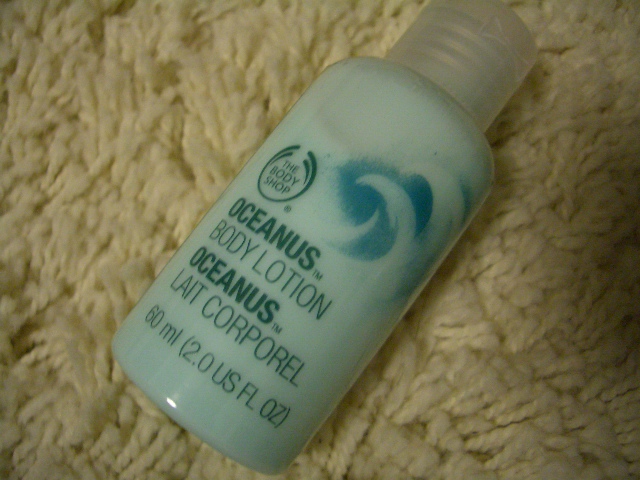 THE
BODY
SHOP
®
OCEANUS™
BODY LOTION
OCEANUS™
LAIT CORPOREL
60 ml (2.0 US FL OZ)